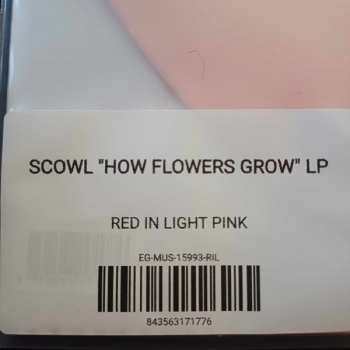 SCOWL "HOW FLOWERS GROW" LP
RED IN LIGHT PINK
EG-MUS-15993-RIL
843563171776